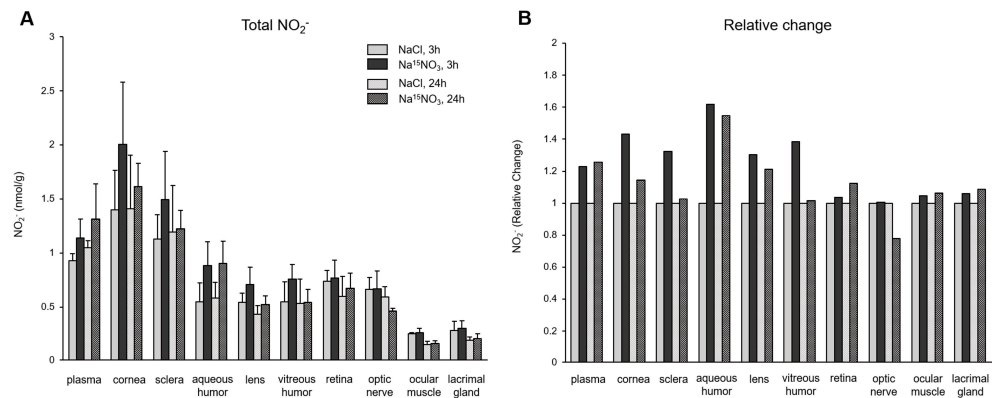 A
Total NO₂⁻
NO₂⁻ (nmol/g)
3
2.5
2
1.5
1
0.5
0
NaCl, 3h
Na¹⁵NO₃, 3h
NaCl, 24h
Na¹⁵NO₃, 24h
plasma cornea sclera aqueous humor lens vitreous humor retina optic nerve ocular muscle lacrimal gland
B
Relative change
NO₂⁻ (Relative Change)
2
1.8
1.6
1.4
1.2
1
0.8
0.6
0.4
0.2
0
plasma cornea sclera aqueous humor lens vitreous humor retina optic nerve ocular muscle lacrimal gland